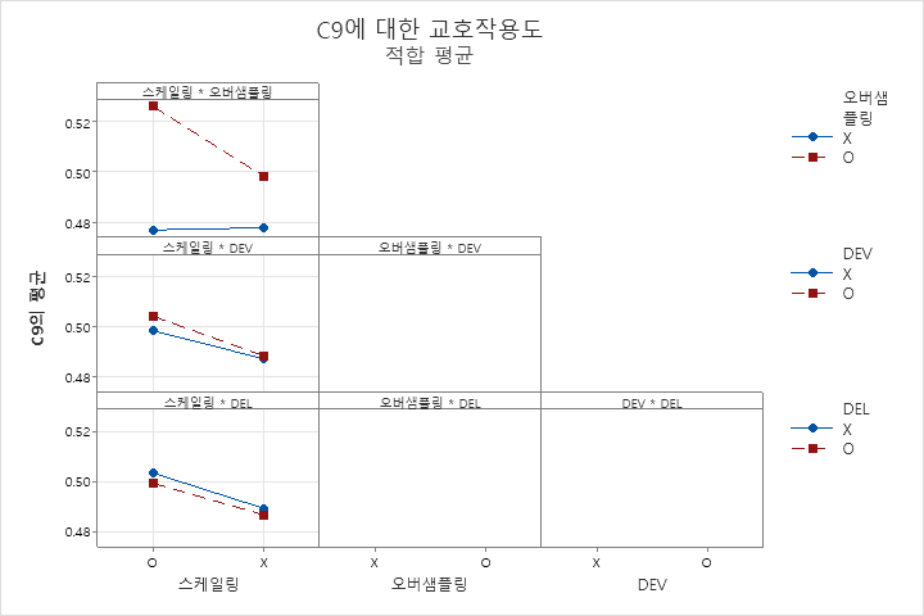 C9에 대한 교호작용도
적합 평균
스케일링 * 오버샘플링
0.52
0.50
0.48
오버샘
플링
X
O
스케일링 * DEV
오버샘플링 * DEV
0.52
0.50
0.48
DEV
X
O
C9의 평균
스케일링 * DEL
오버샘플링 * DEL
DEV * DEL
0.52
0.50
0.48
DEL
X
O
O
X
X
O
X
O
스케일링
오버샘플링
DEV